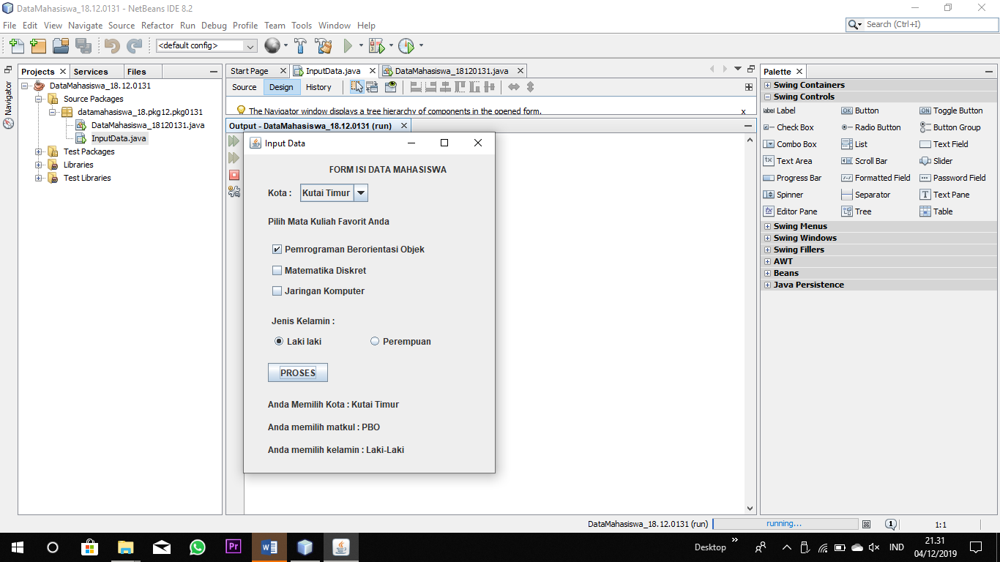 DataMahasiswa_18.12.0131 - NetBeans IDE 8.2
File Edit View Navigate Source Refactor Run Debug Profile Team Tools Window Help
Search (Ctrl+I)
<default config>
Projects Services Files
Navigator
DataMahasiswa_18.12.0131
Source Packages
datamahasiswa_18.pkg12.pkg0131
DataMahasiswa_18120131.java
InputData.java
Test Packages
Libraries
Test Libraries
Start Page InputData.java DataMahasiswa_18120131.java
Source Design History
The Navigator window displays a tree hierarchy of components in the opened form. x
Output - DataMahasiswa_18.12.0131 (run)
Input Data
FORM ISI DATA MAHASISWA
Kota : Kutai Timur
Pilih Mata Kuliah Favorit Anda
Pemrograman Berorientasi Objek
Matematika Diskret
Jaringan Komputer
Jenis Kelamin :
Laki laki Perempuan
PROSES
Anda Memilih Kota : Kutai Timur
Anda memilih matkul : PBO
Anda memilih kelamin : Laki-Laki
Palette
Swing Containers
Swing Controls
label Label OK Button ON Toggle Button
Check Box Radio Button Button Group
Combo Box List Text Field
Text Area Scroll Bar Slider
Progress Bar Formatted Field Password Field
Spinner Separator T Text Pane
Editor Pane Tree Table
Swing Menus
Swing Windows
Swing Fillers
AWT
Beans
Java Persistence
DataMahasiswa_18.12.0131 (run) running... 1 1:1
Pr W Desktop IND 21.31
04/12/2019